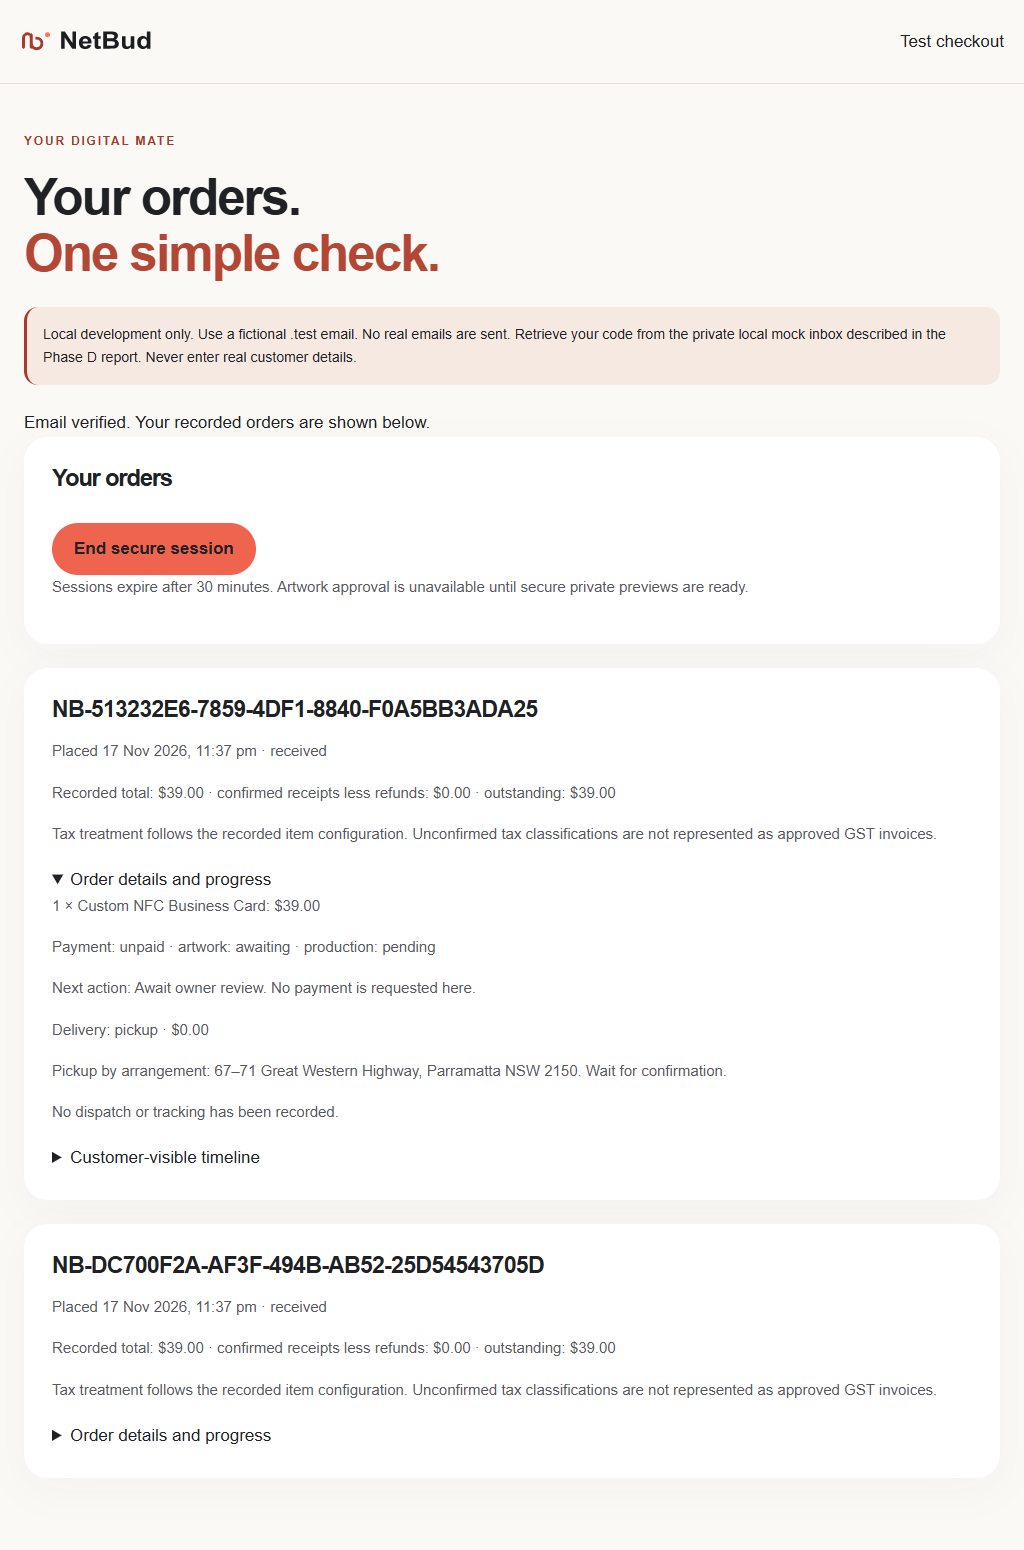 NetBud
Test checkout
YOUR DIGITAL MATE
Your orders.
One simple check.
Local development only. Use a fictional .test email. No real emails are sent. Retrieve your code from the private local mock inbox described in the
Phase D report. Never enter real customer details.
Email verified. Your recorded orders are shown below.
Your orders
End secure session
Sessions expire after 30 minutes. Artwork approval is unavailable until secure private previews are ready.
NB-513232E6-7859-4DF1-8840-F0A5BB3ADA25
Placed 17 Nov 2026, 11:37 pm · received
Recorded total: $39.00 · confirmed receipts less refunds: $0.00 · outstanding: $39.00
Tax treatment follows the recorded item configuration. Unconfirmed tax classifications are not represented as approved GST invoices.
▼ Order details and progress
1 × Custom NFC Business Card: $39.00
Payment: unpaid · artwork: awaiting · production: pending
Next action: Await owner review. No payment is requested here.
Delivery: pickup · $0.00
Pickup by arrangement: 67–71 Great Western Highway, Parramatta NSW 2150. Wait for confirmation.
No dispatch or tracking has been recorded.
▶ Customer-visible timeline
NB-DC700F2A-AF3F-494B-AB52-25D54543705D
Placed 17 Nov 2026, 11:37 pm · received
Recorded total: $39.00 · confirmed receipts less refunds: $0.00 · outstanding: $39.00
Tax treatment follows the recorded item configuration. Unconfirmed tax classifications are not represented as approved GST invoices.
▶ Order details and progress